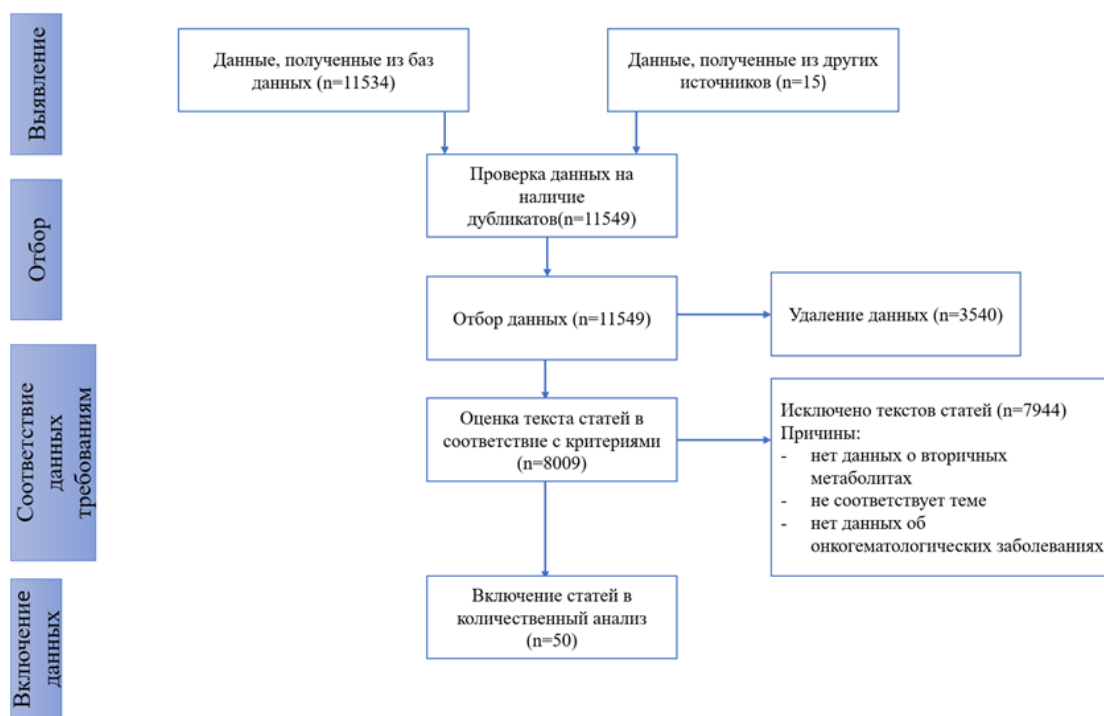 Выявление
Данные, полученные из баз
данных (n=11534)
Данные, полученные из других
источников (n=15)
Проверка данных на
наличие
дубликатов(n=11549)
Отбор
Отбор данных (n=11549)
Удаление данных (n=3540)
Соответствие
данных
требованиям
Оценка текста статей в
соответствие с критериями
(n=8009)
Исключено текстов статей (n=7944)
Причины:
- нет данных о вторичных
метаболитах
- не соответствует теме
- нет данных об
онкогематологических заболеваниях
Включение
данных
Включение статей в
количественный анализ
(n=50)